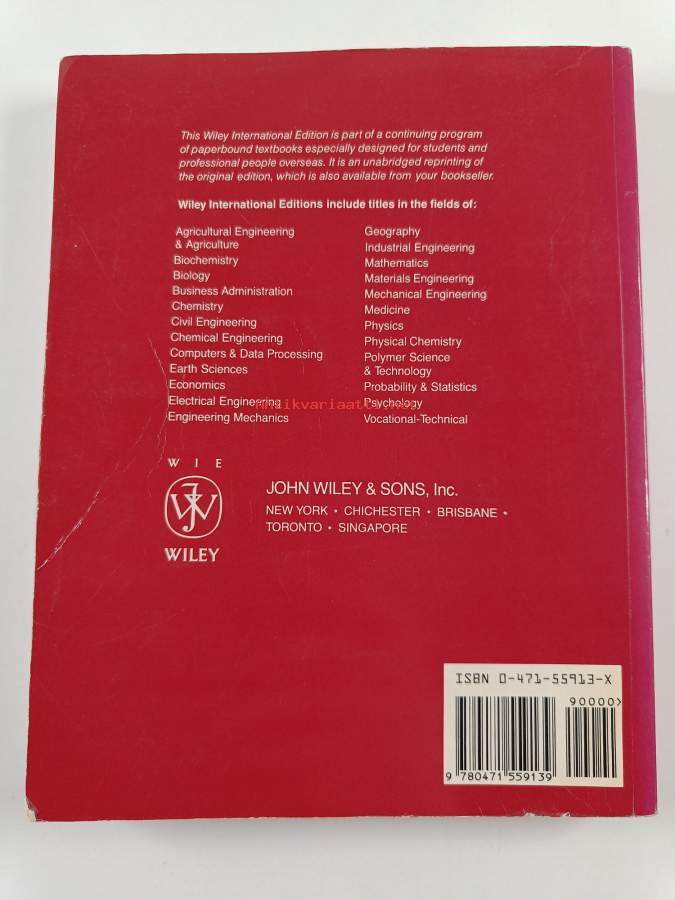 This Wiley International Edition is part of a continuing program
of paperbound textbooks especially designed for students and
professional people overseas. It is an unabridged reprinting of
the original edition, which is also available from your bookseller.
Wiley International Editions include titles in the fields of:
Agricultural Engineering
& Agriculture
Biochemistry
Biology
Business Administration
Chemistry
Civil Engineering
Chemical Engineering
Computers & Data Processing
Earth Sciences
Economics
Electrical Engineering
Engineering Mechanics
Geography
Industrial Engineering
Mathematics
Materials Engineering
Mechanical Engineering
Medicine
Physics
Physical Chemistry
Polymer Science
& Technology
Probability & Statistics
Psychology
Vocational-Technical
Antikvariaatti.net
W I E
JW
WILEY
JOHN WILEY & SONS, Inc.
NEW YORK • CHICHESTER • BRISBANE •
TORONTO • SINGAPORE
ISBN 0-471-55913-X
90000>
9 780471 559139